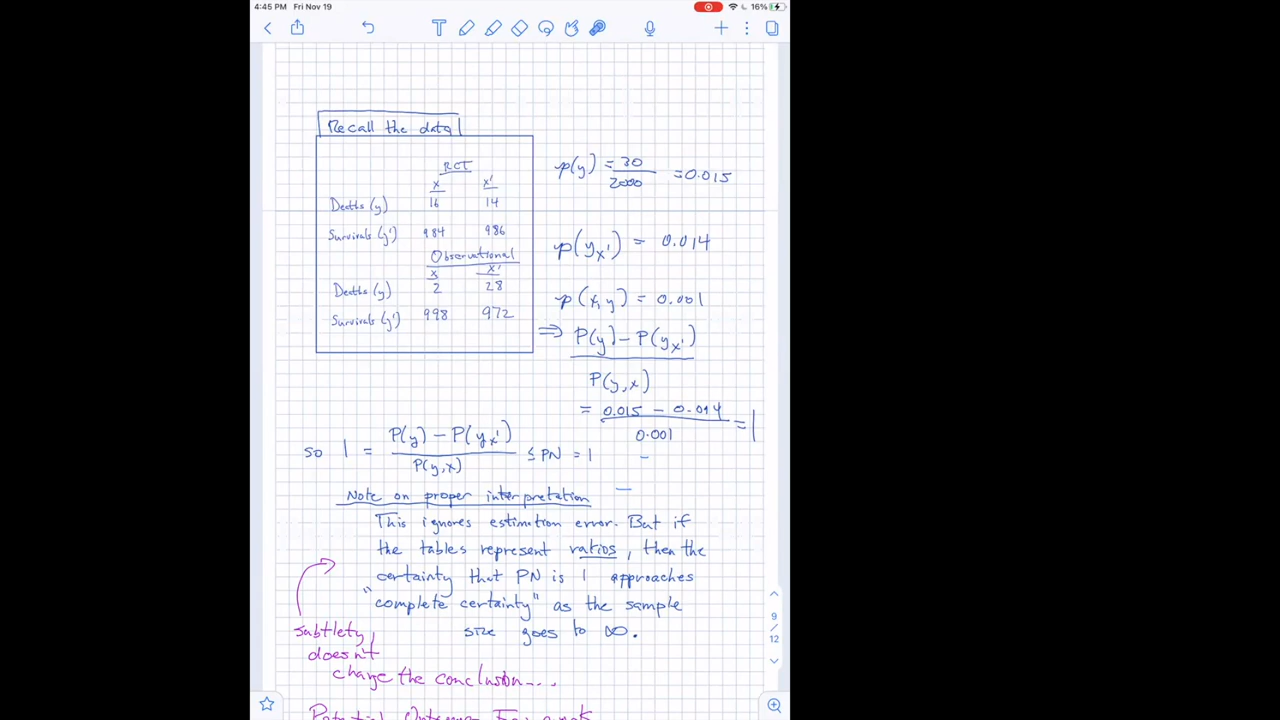 4:45 PM Fri Nov 19
16%
T
Recall the data
RCT
x x'
Deaths (y) 16 14
Survivals (y') 984 986
Observational
x x'
Deaths (y) 2 28
Survivals (y') 998 972
p(y) = 30/2000 = 0.015
p(y_x') = 0.014
p(x,y) = 0.001
⇒ P(y) - P(y_x')
P(y,x)
= 0.015 - 0.014 = 1
0.001
so 1 = P(y) - P(y_x') ≤ PN = 1
P(y,x)
Note on proper interpretation
This ignores estimation error. But if
the tables represent ratios, then the
certainty that PN is 1 approaches
"complete certainty" as the sample
size goes to ∞.
subtlety,
doesn't
change the conclusion...
9
/
12
Potential